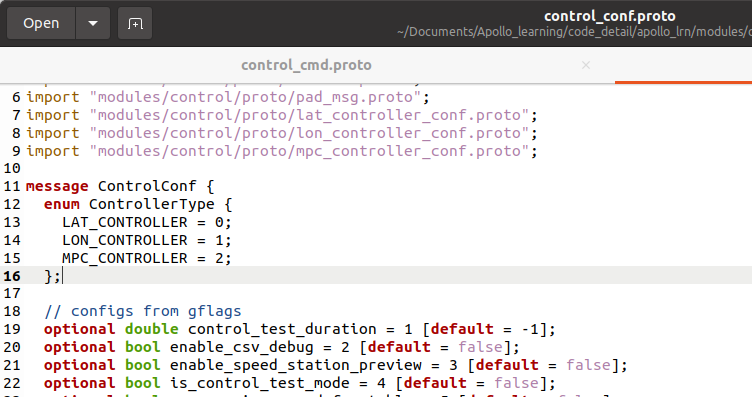 Open
control_conf.proto
~/Documents/Apollo_learning/code_detail/apollo_lrn/modules/
control_cmd.proto ×
6 import "modules/control/proto/pad_msg.proto";
7 import "modules/control/proto/lat_controller_conf.proto";
8 import "modules/control/proto/lon_controller_conf.proto";
9 import "modules/control/proto/mpc_controller_conf.proto";
10
11 message ControlConf {
12 enum ControllerType {
13 LAT_CONTROLLER = 0;
14 LON_CONTROLLER = 1;
15 MPC_CONTROLLER = 2;
16 };
17
18 // configs from gflags
19 optional double control_test_duration = 1 [default = -1];
20 optional bool enable_csv_debug = 2 [default = false];
21 optional bool enable_speed_station_preview = 3 [default = false];
22 optional bool is_control_test_mode = 4 [default = false];